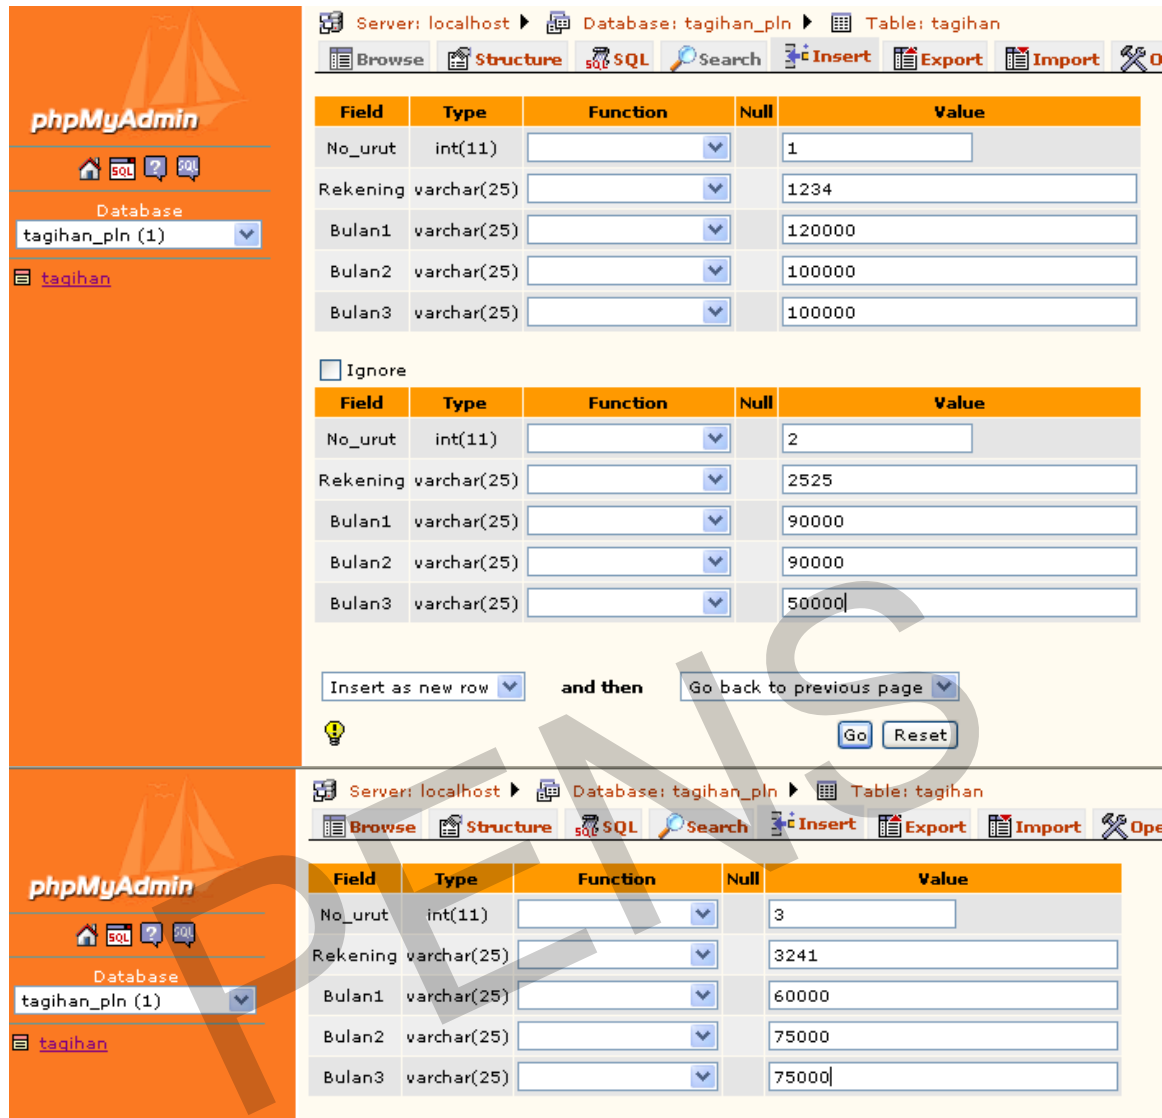 Server: localhost Database: tagihan_pln Table: tagihan
Browse Structure SQL Search Insert Export Import O
phpMyAdmin
SQL ? SQL
Database
tagihan_pln (1)
tagihan
Field Type Function Null Value
No_urut int(11) 1
Rekening varchar(25) 1234
Bulan1 varchar(25) 120000
Bulan2 varchar(25) 100000
Bulan3 varchar(25) 100000
Ignore
Field Type Function Null Value
No_urut int(11) 2
Rekening varchar(25) 2525
Bulan1 varchar(25) 90000
Bulan2 varchar(25) 90000
Bulan3 varchar(25) 50000
Insert as new row and then Go back to previous page
Go Reset
Server: localhost Database: tagihan_pln Table: tagihan
Browse Structure SQL Search Insert Export Import Ope
phpMyAdmin
SQL ? SQL
Database
tagihan_pln (1)
tagihan
Field Type Function Null Value
No_urut int(11) 3
Rekening varchar(25) 3241
Bulan1 varchar(25) 60000
Bulan2 varchar(25) 75000
Bulan3 varchar(25) 75000
PENS